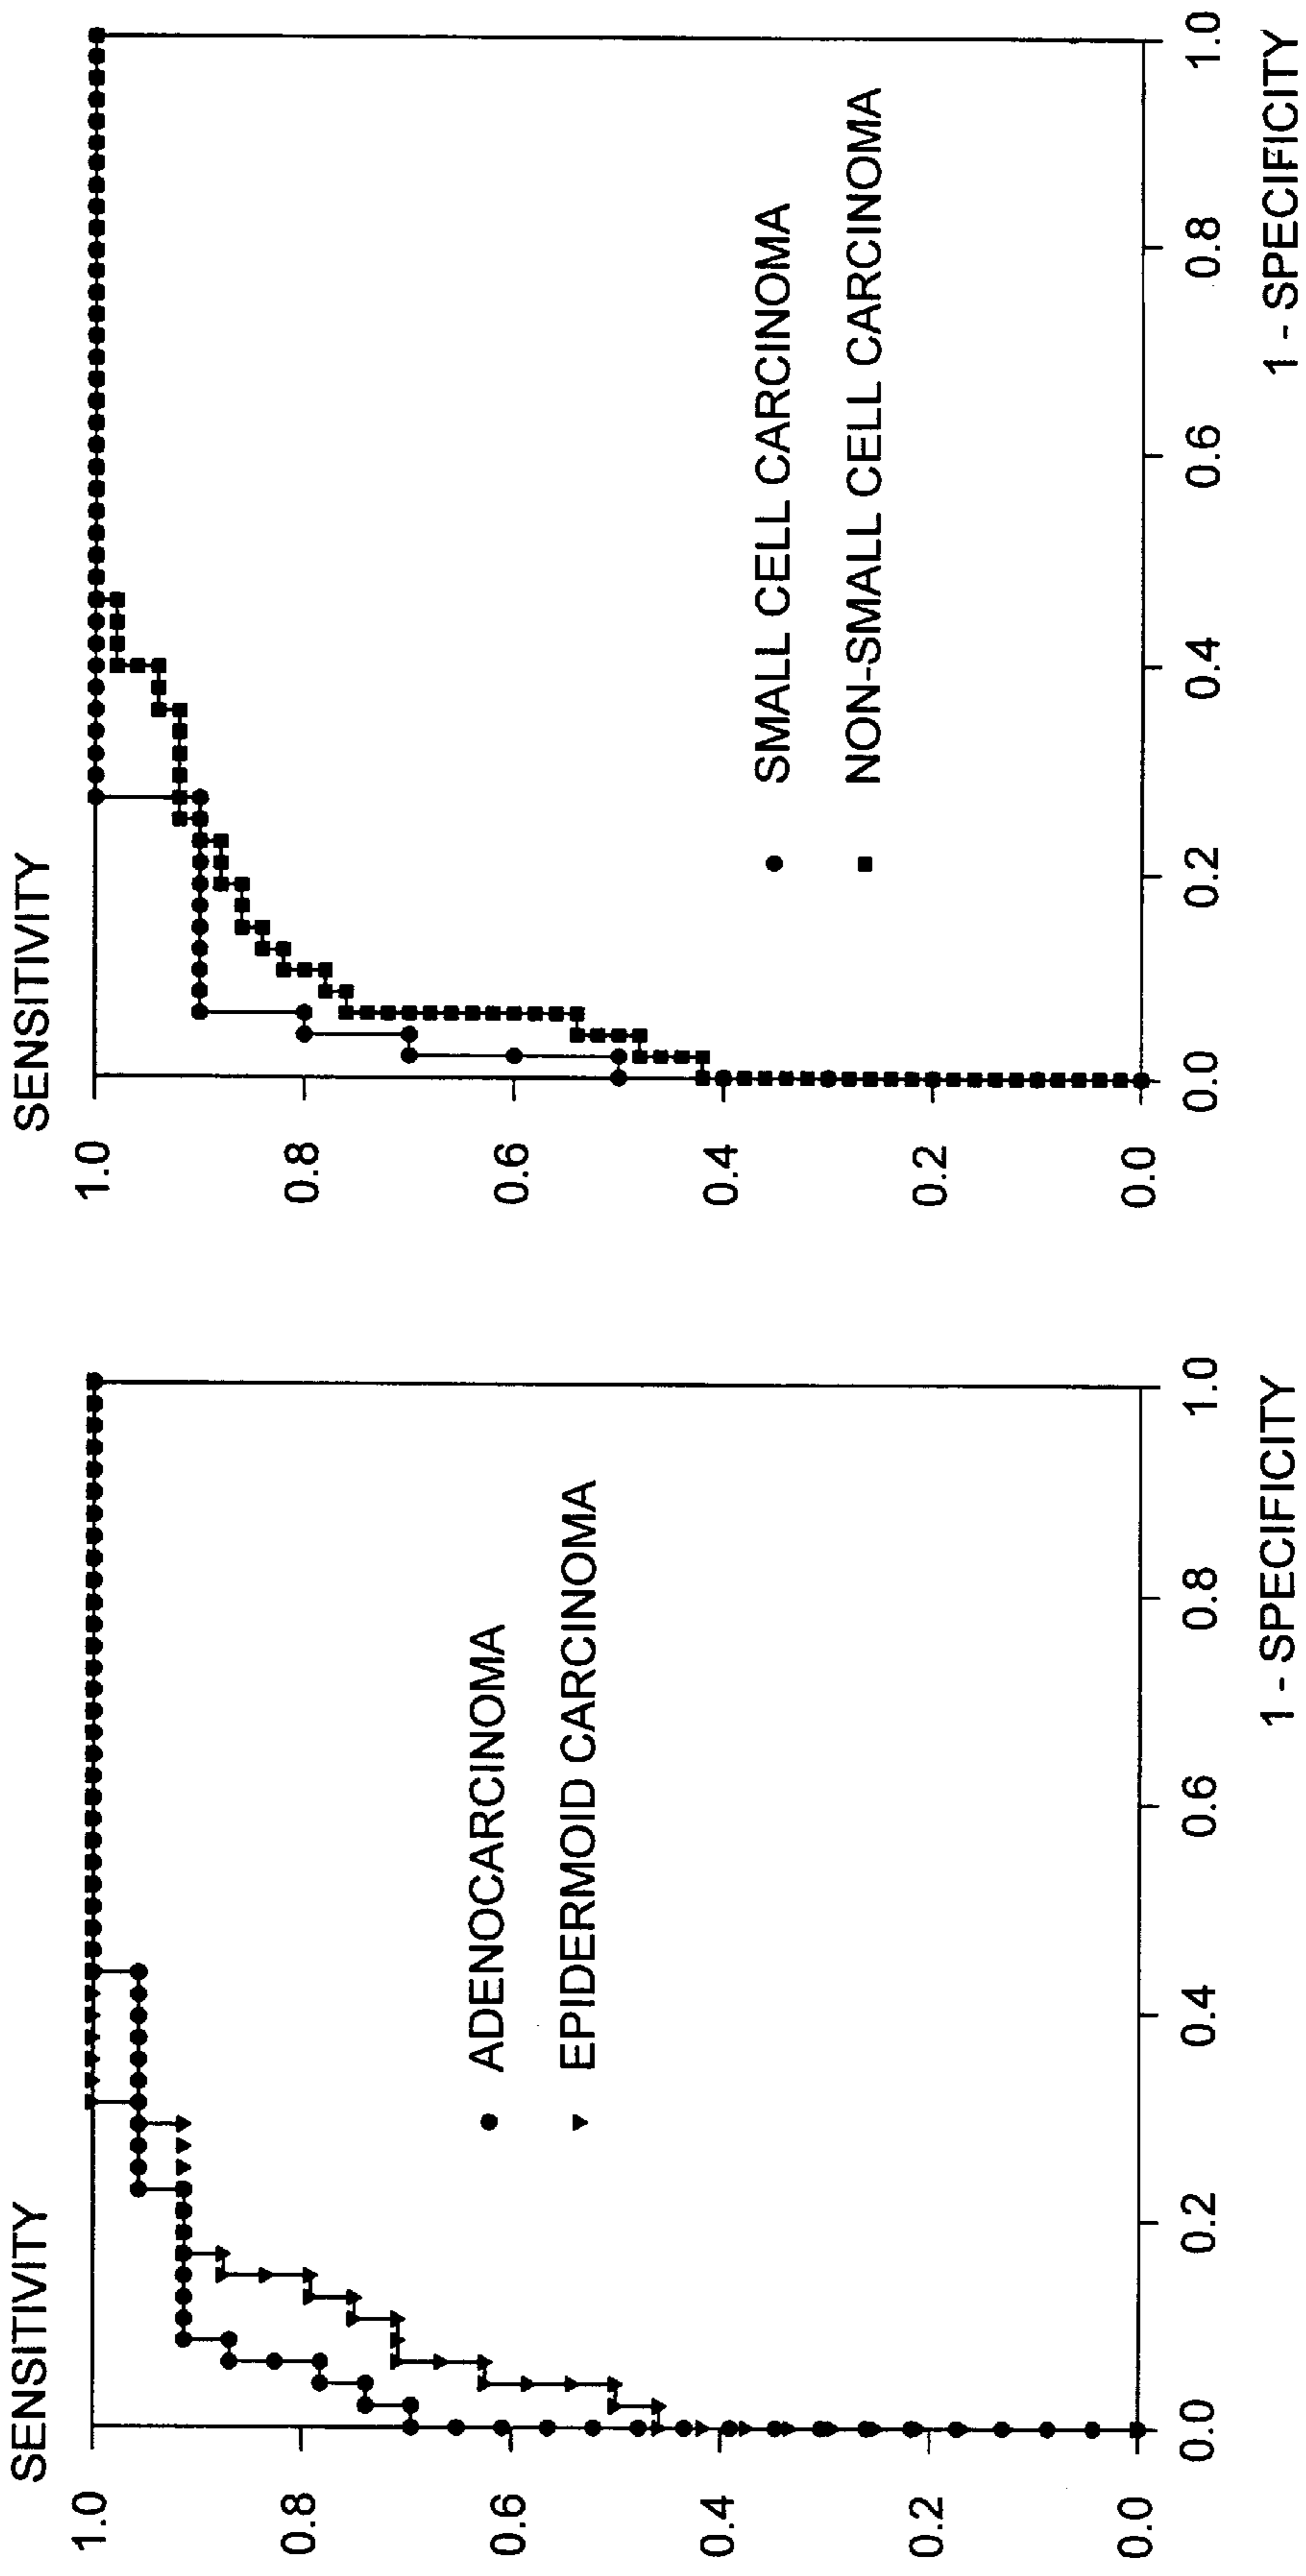 SENSITIVITY
1.0
0.8
0.6
0.4
0.2
0.0
ADENOCARCINOMA
EPIDERMOID CARCINOMA
0.0 0.2 0.4 0.6 0.8 1.0
1 - SPECIFICITY
SENSITIVITY
1.0
0.8
0.6
0.4
0.2
0.0
SMALL CELL CARCINOMA
NON-SMALL CELL CARCINOMA
0.0 0.2 0.4 0.6 0.8 1.0
1 - SPECIFICITY